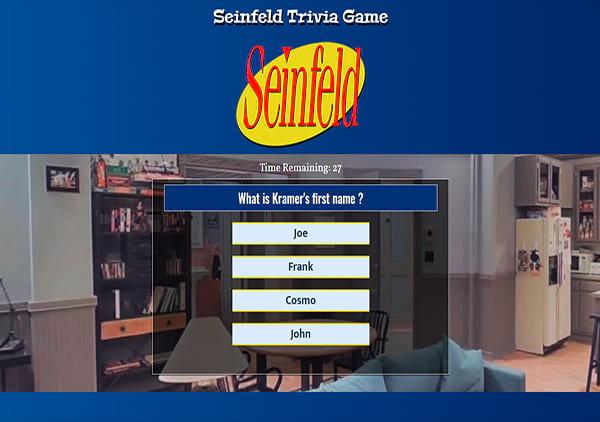 Seinfeld Trivia Game
Seinfeld
Time Remaining: 27
What is Kramer's first name ?
Joe
Frank
Cosmo
John